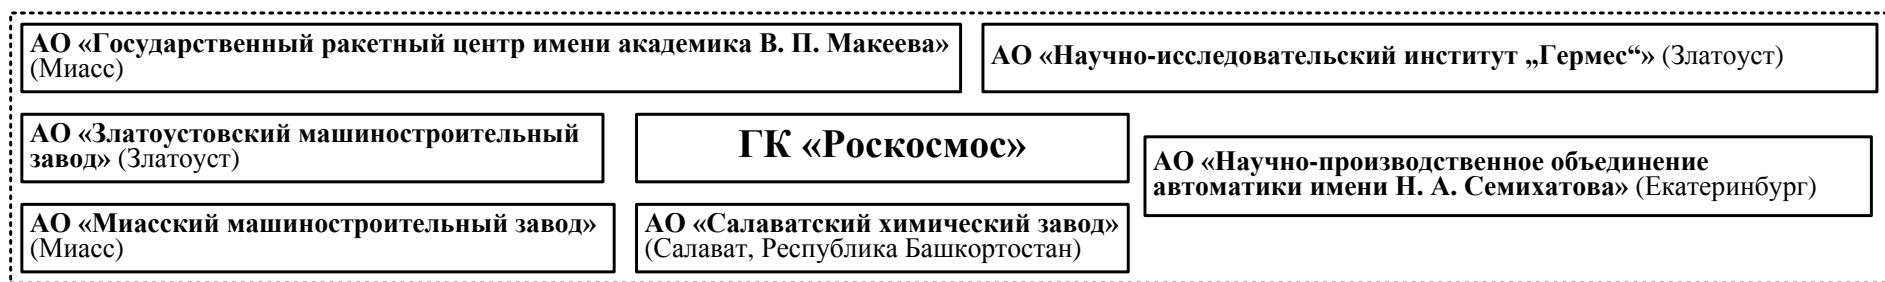 АО «Государственный ракетный центр имени академика В. П. Макеева»
(Миасс)
АО «Научно-исследовательский институт „Гермес“» (Златоуст)
АО «Златоустовский машиностроительный
завод» (Златоуст)
ГК «Роскосмос»
АО «Научно-производственное объединение
автоматики имени Н. А. Семихатова» (Екатеринбург)
АО «Миасский машиностроительный завод»
(Миасс)
АО «Салаватский химический завод»
(Салават, Республика Башкортостан)